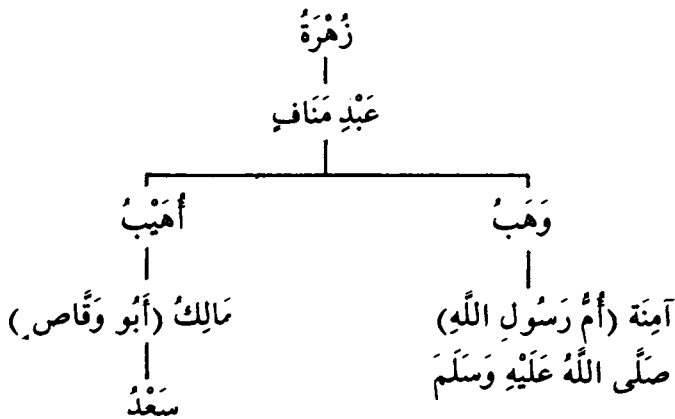 زُهْرَةُ
عَبْدِ مَنَافٍ
وَهَبُ
أُهَيْبُ
آمِنَة (أُمُّ رَسُولِ اللَّهِ)
صَلَّى اللَّهُ عَلَيْهِ وَسَلَمَ
مَالِكُ (أَبُو وَقَّاصٍ)
سَعْدُ